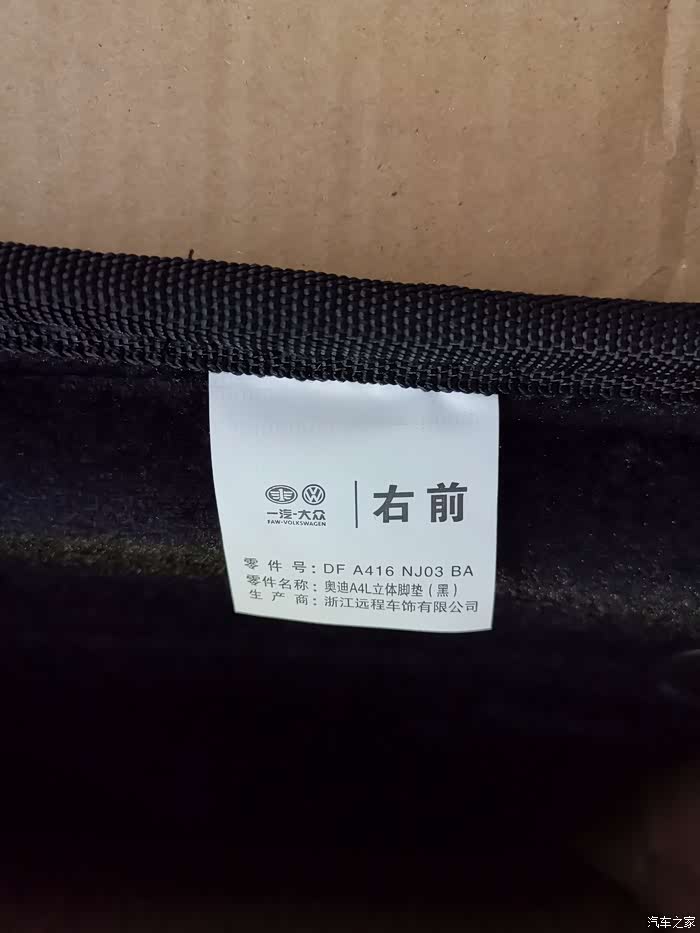 一汽-大众
FAW-VOLKSWAGEN
右前
零件号：DF A416 NJ03 BA
零件名称：奥迪A4L立体脚垫（黑）
生产商：浙江远程车饰有限公司
汽车之家